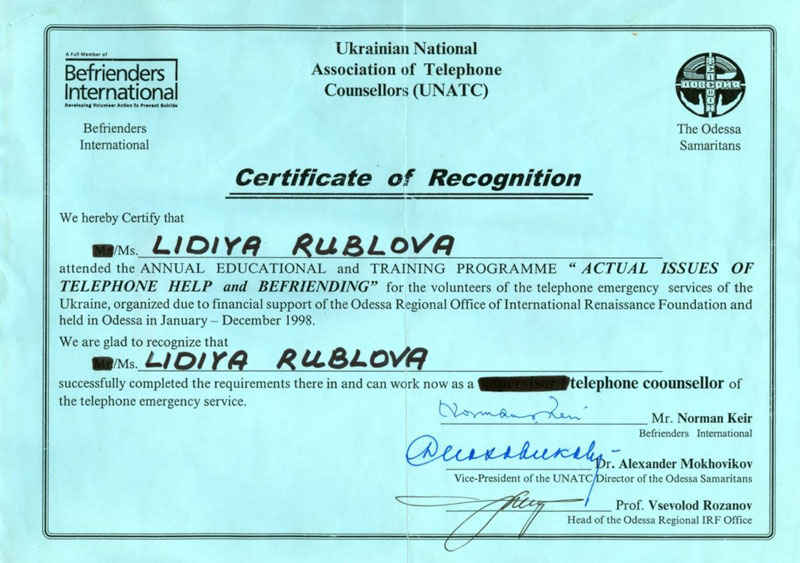 A Full Member of
Befrienders
International
Developing Volunteer Action To Prevent Suicide
Befrienders
International
Ukrainian National
Association of Telephone
Counsellors (UNATC)
ТЕЛЕФОН
ДОВЕРИЯ
The Odessa
Samaritans
Certificate of Recognition
We hereby Certify that
/Ms. LIDIYA RUBLOVA
attended the ANNUAL EDUCATIONAL and TRAINING PROGRAMME "ACTUAL ISSUES OF
TELEPHONE HELP and BEFRIENDING" for the volunteers of the telephone emergency services of the
Ukraine, organized due to financial support of the Odessa Regional Office of International Renaissance Foundation and
held in Odessa in January – December 1998.
We are glad to recognize that
/Ms. LIDIYA RUBLOVA
successfully completed the requirements there in and can work now as a telephone coounsellor of
the telephone emergency service.
Mr. Norman Keir
Befrienders International
Dr. Alexander Mokhovikov
Vice-President of the UNATC Director of the Odessa Samaritans
Prof. Vsevolod Rozanov
Head of the Odessa Regional IRF Office